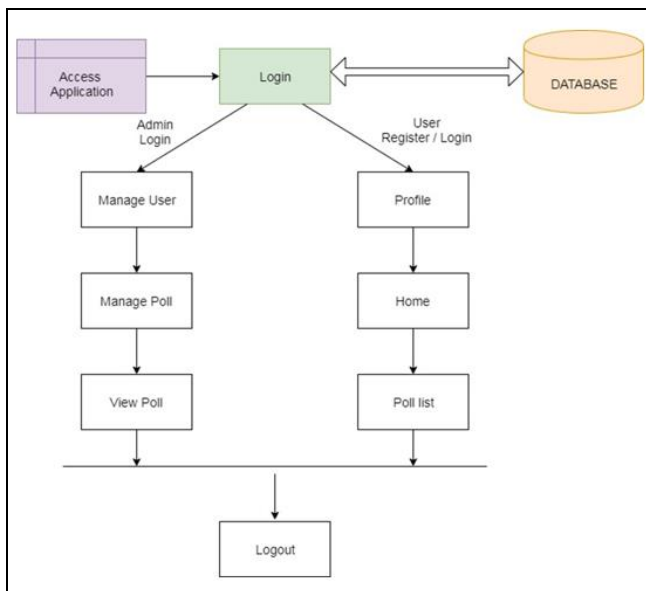 Access
Application
Login
DATABASE
Admin
Login
User
Register / Login
Manage User
Profile
Manage Poll
Home
View Poll
Poll list
Logout